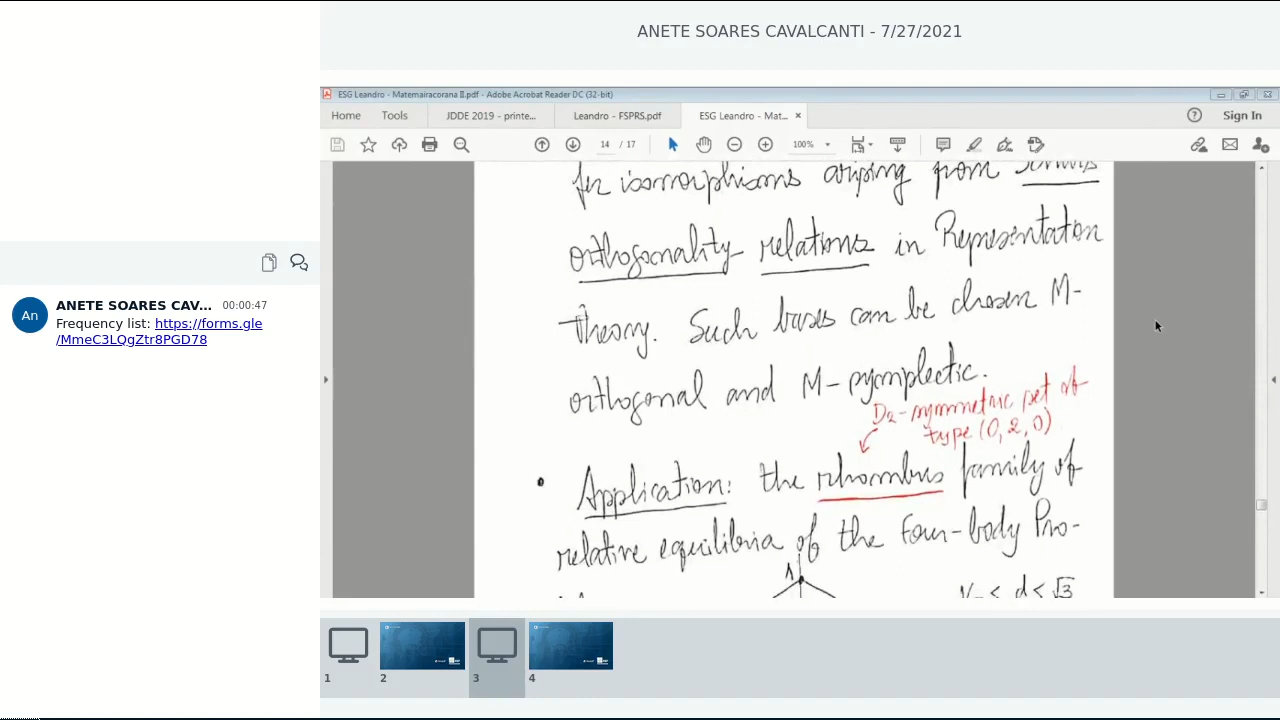 ANETE SOARES CAVALCANTI - 7/27/2021
ANETE SOARES CAV... 00:00:47
An
Frequency list: https://forms.gle
/MmeC3LQgZtr8PGD78
ESG Leandro - Matemairacorana II.pdf - Adobe Acrobat Reader DC (32-bit)
Home Tools JDDE 2019 - printe... Leandro - FSPRS.pdf ESG Leandro - Mat... × Sign In
14 / 17 100%
for isomorphisms arising from
orthogonality relations in Representation
Theory. Such bases can be chosen M-
orthogonal and M-symplectic.
D2-symmetric set of
type (0, 2, 0)
Application: the rhombus family of
relative equilibria of the Four-body Pro-
1 < d < √3
1 2 3 4